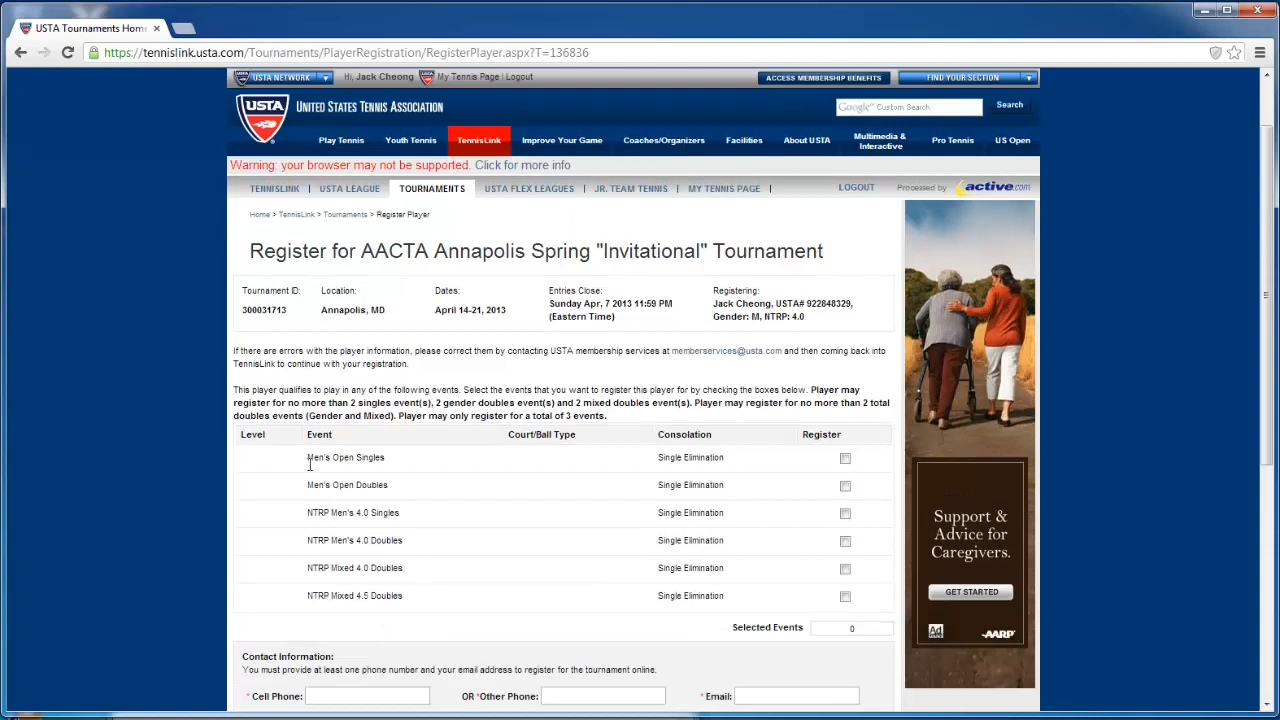 USTA Tournaments Home
https://tennislink.usta.com/Tournaments/PlayerRegistration/RegisterPlayer.aspx?T=136836
USTA NETWORK Hi, Jack Cheong My Tennis Page | Logout ACCESS MEMBERSHIP BENEFITS FIND YOUR SECTION
USTA UNITED STATES TENNIS ASSOCIATION Google™ Custom Search Search
Play Tennis Youth Tennis TennisLink Improve Your Game Coaches/Organizers Facilities About USTA Multimedia & Interactive Pro Tennis US Open
Warning: your browser may not be supported. Click for more info
TENNISLINK | USTA LEAGUE TOURNAMENTS USTA FLEX LEAGUES | JR. TEAM TENNIS | MY TENNIS PAGE | LOGOUT Processed by active.com
Home > TennisLink > Tournaments > Register Player
Register for AACTA Annapolis Spring "Invitational" Tournament
Tournament ID: Location: Dates: Entries Close: Registering:
300031713 Annapolis, MD April 14-21, 2013 Sunday Apr, 7 2013 11:59 PM Jack Cheong, USTA# 922848329,
(Eastern Time) Gender: M, NTRP: 4.0
If there are errors with the player information, please correct them by contacting USTA membership services at memberservices@usta.com and then coming back into
TennisLink to continue with your registration.
This player qualifies to play in any of the following events. Select the events that you want to register this player for by checking the boxes below. Player may
register for no more than 2 singles event(s), 2 gender doubles event(s) and 2 mixed doubles event(s). Player may register for no more than 2 total
doubles events (Gender and Mixed). Player may only register for a total of 3 events.
Level Event Court/Ball Type Consolation Register
Men's Open Singles Single Elimination
Men's Open Doubles Single Elimination
NTRP Men's 4.0 Singles Single Elimination
NTRP Men's 4.0 Doubles Single Elimination
NTRP Mixed 4.0 Doubles Single Elimination
NTRP Mixed 4.5 Doubles Single Elimination
Selected Events 0
Contact Information:
You must provide at least one phone number and your email address to register for the tournament online.
* Cell Phone: OR *Other Phone: * Email:
Support &
Advice for
Caregivers.
GET STARTED
Ad AARP